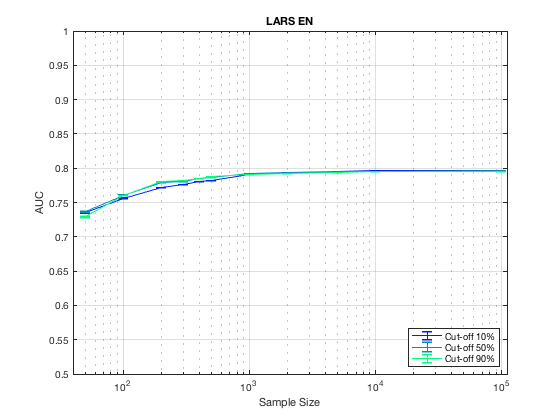 LARS EN
AUC
1
0.95
0.9
0.85
0.8
0.75
0.7
0.65
0.6
0.55
0.5
10^2
10^3
10^4
10^5
Sample Size
Cut-off 10%
Cut-off 50%
Cut-off 90%